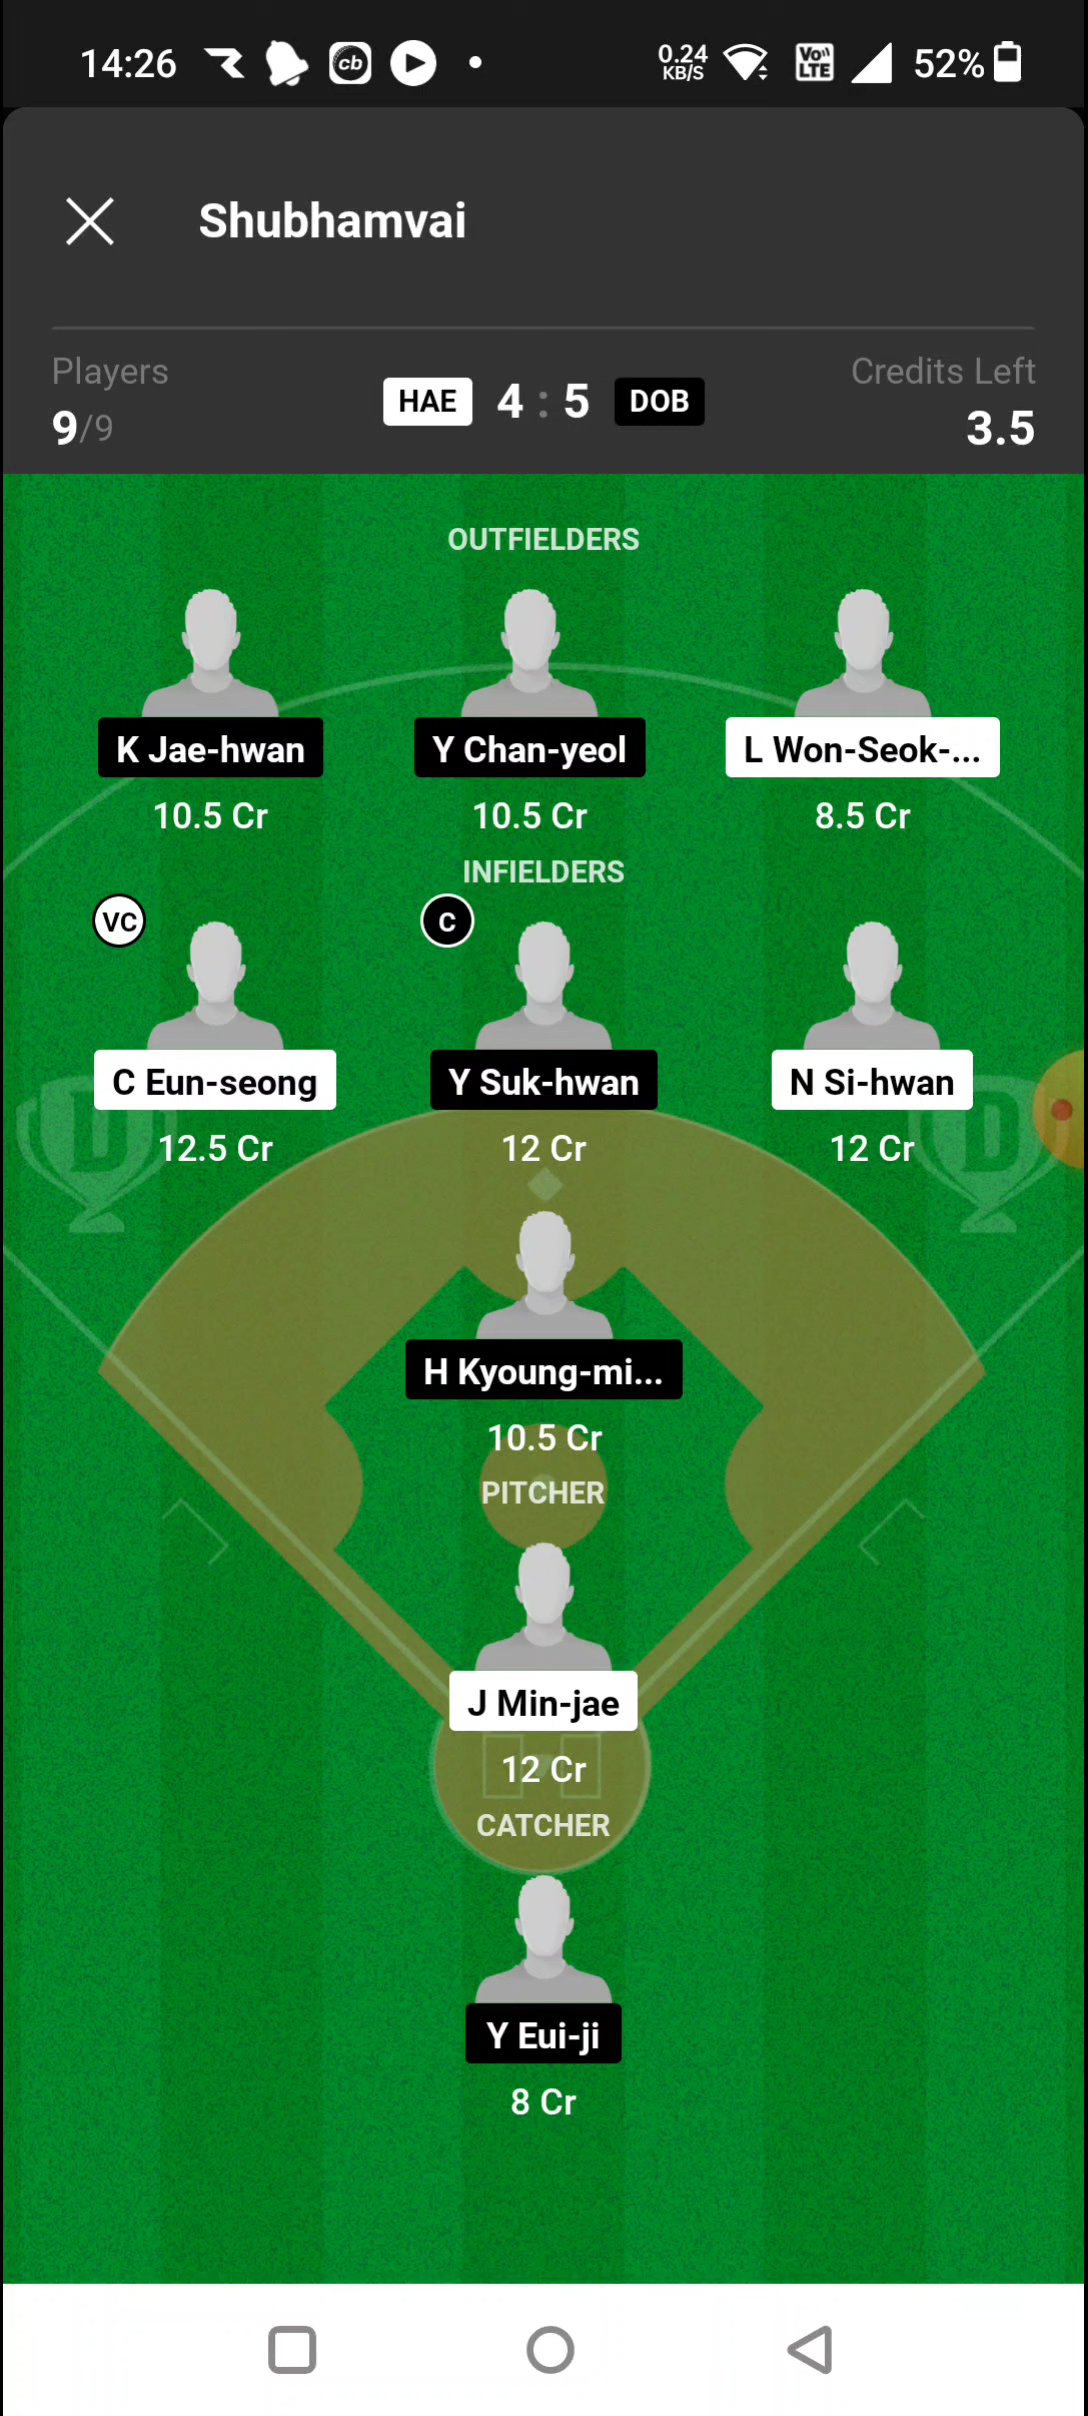 14:26
cb
0.24
KB/S
Vo))
LTE
52%
Shubhamvai
Players
9/9
HAE 4 : 5 DOB
Credits Left
3.5
OUTFIELDERS
K Jae-hwan
10.5 Cr
Y Chan-yeol
10.5 Cr
L Won-Seok-...
8.5 Cr
INFIELDERS
VC
C Eun-seong
12.5 Cr
C
Y Suk-hwan
12 Cr
N Si-hwan
12 Cr
H Kyoung-mi...
10.5 Cr
PITCHER
J Min-jae
12 Cr
CATCHER
Y Eui-ji
8 Cr